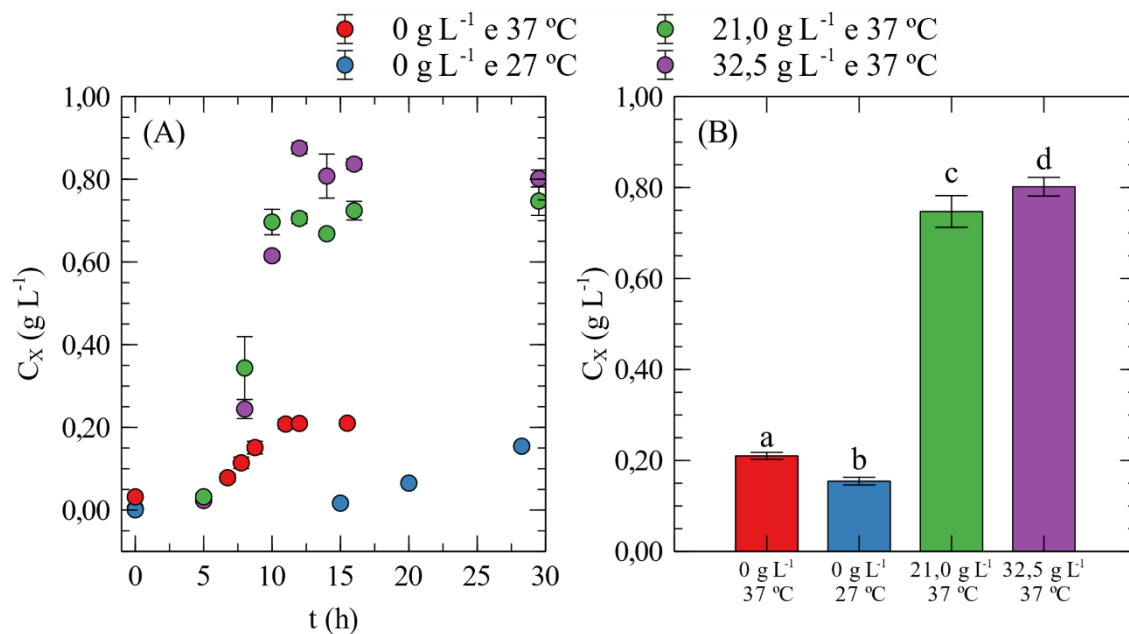 0 g L⁻¹ e 37 ºC
0 g L⁻¹ e 27 ºC
21,0 g L⁻¹ e 37 ºC
32,5 g L⁻¹ e 37 ºC
(A)
1,00
0,80
0,60
0,40
0,20
0,00
C_X (g L⁻¹)
0 5 10 15 20 25 30
t (h)
(B)
1,00
0,80
0,60
0,40
0,20
0,00
C_X (g L⁻¹)
a
b
c
d
0 g L⁻¹
37 ºC
0 g L⁻¹
27 ºC
21,0 g L⁻¹
37 ºC
32,5 g L⁻¹
37 ºC